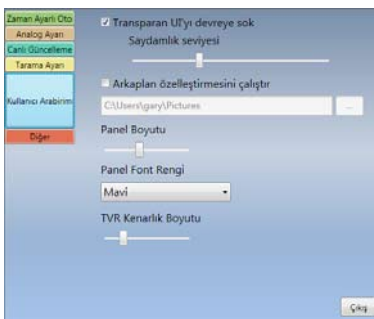 Zaman Ayarlı Oto
Analog Ayarı
Canlı Güncelleme
Tarama Ayarı
Kullanıcı Arabirimi
Diğer
Transparan UI'yı devreye sok
Saydamlık seviyesi
Arkaplan özelleştirmesini çalıştır
C:\Users\gary\Pictures
...
Panel Boyutu
Panel Font Rengi
Mavi
TVR Kenarlık Boyutu
Çıkış